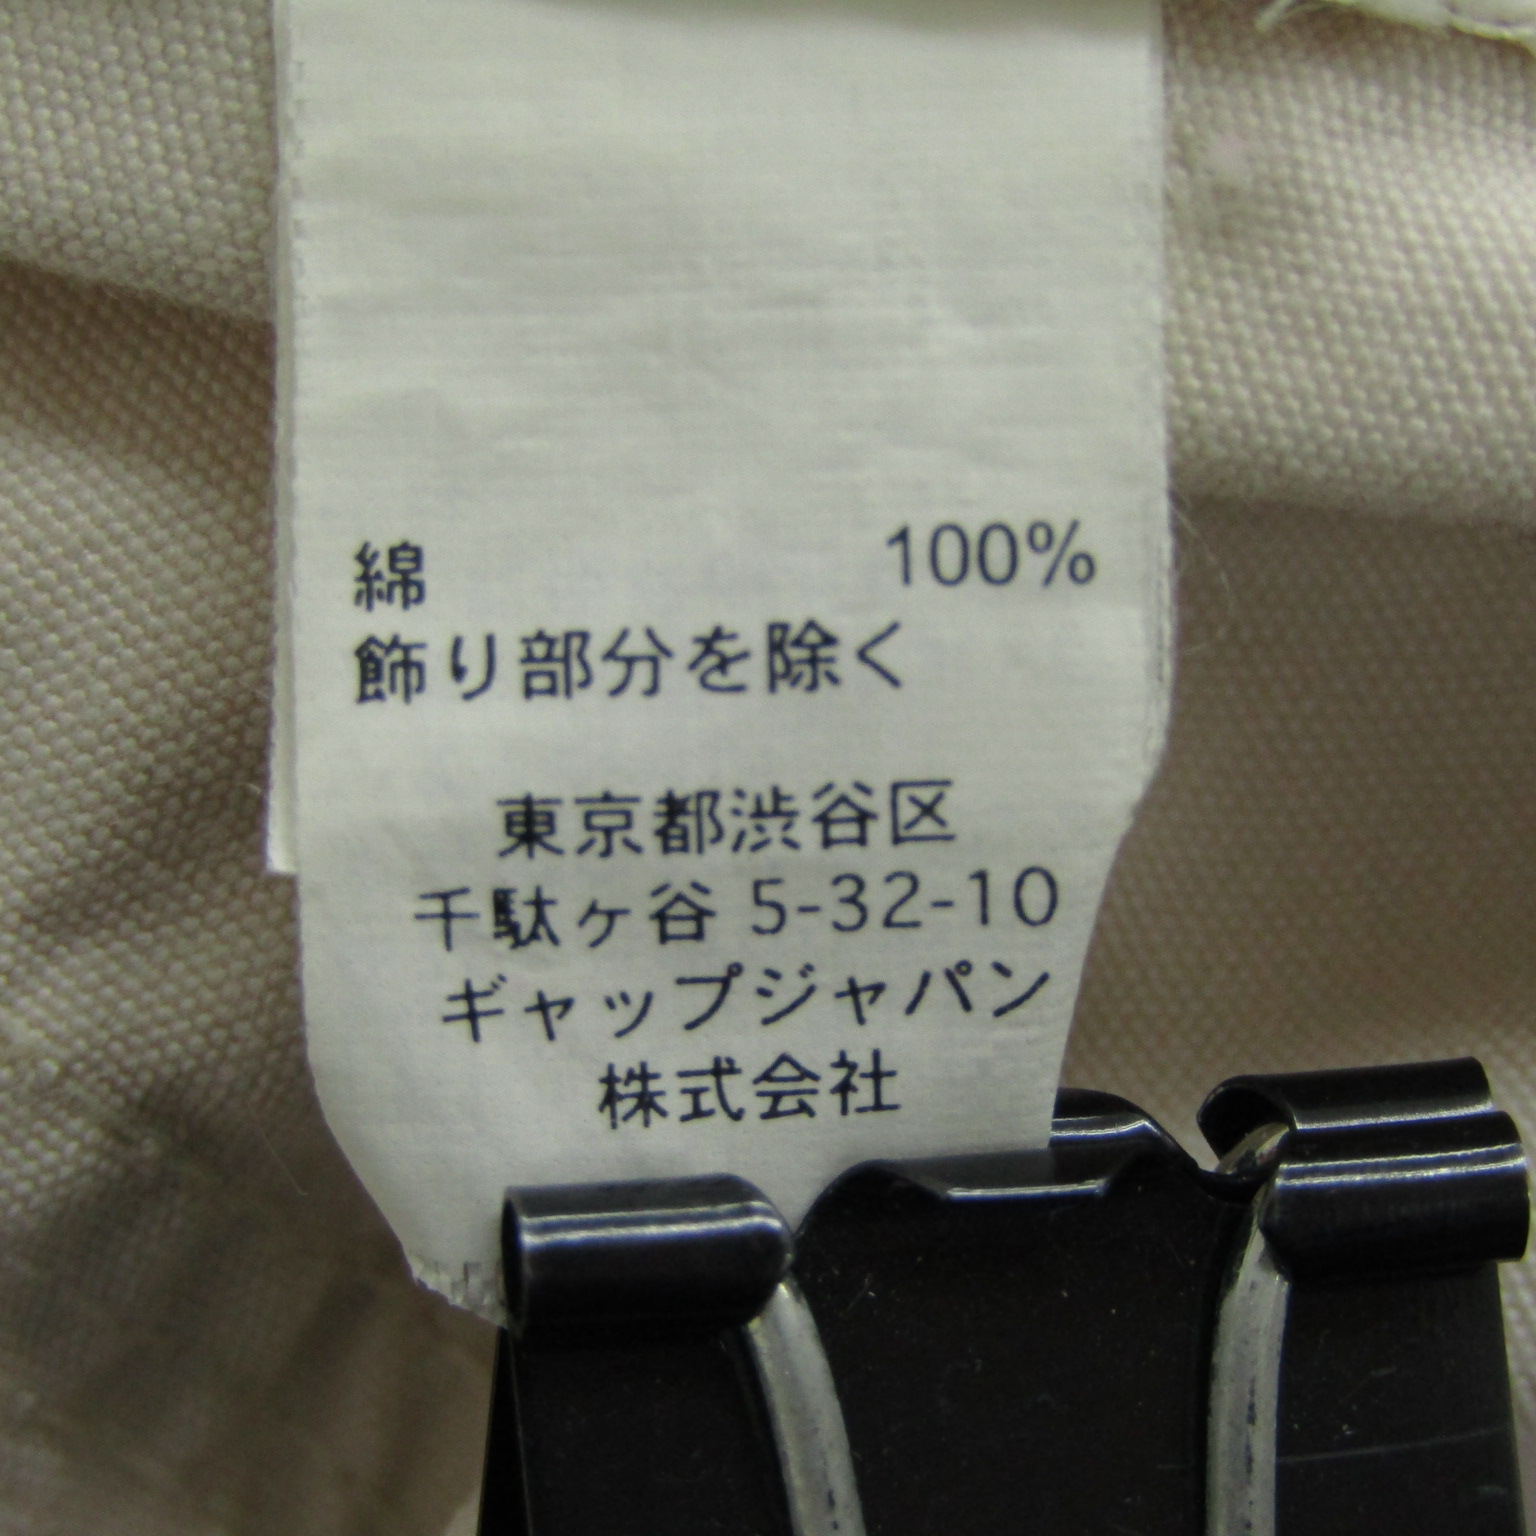 綿 100%
飾り部分を除く
東京都渋谷区
千駄ヶ谷 5-32-10
ギャップジャパン
株式会社